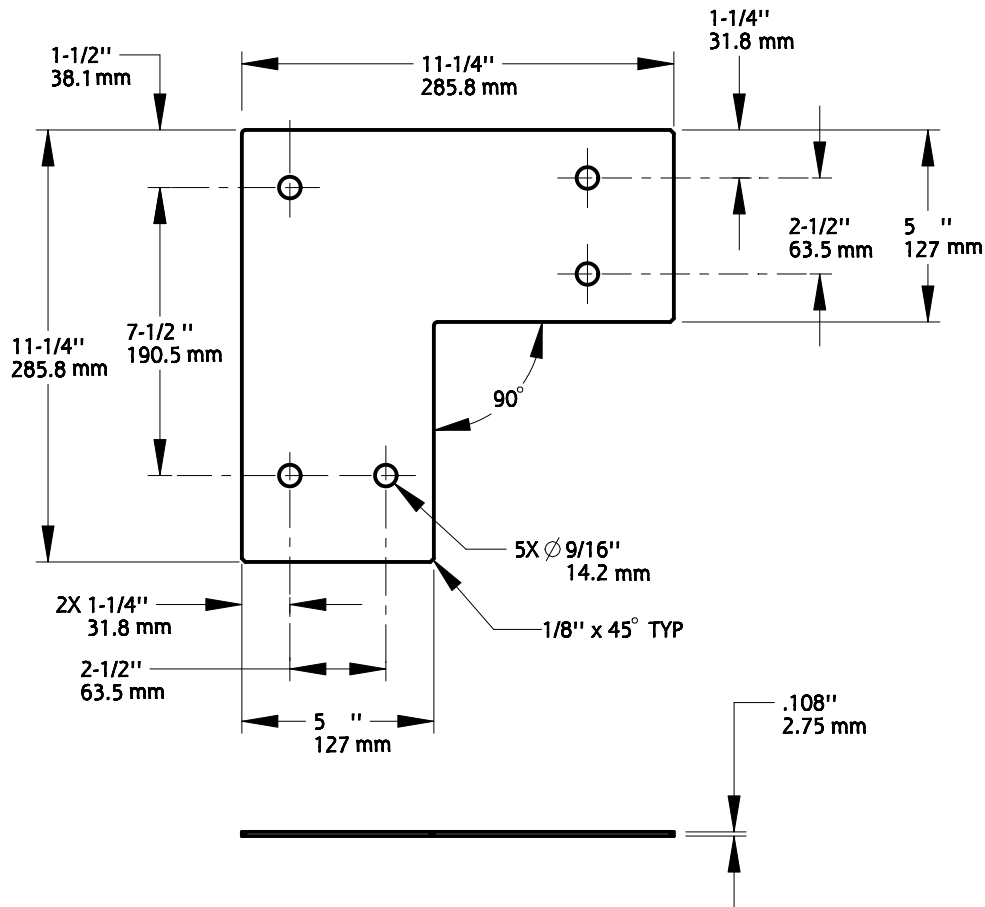 1-1/4"
31.8 mm
1-1/2"
38.1 mm
11-1/4"
285.8 mm
2-1/2"
63.5 mm
5 "
127 mm
7-1/2 "
190.5 mm
11-1/4"
285.8 mm
90°
5X ∅ 9/16"
14.2 mm
2X 1-1/4"
31.8 mm
1/8" x 45° TYP
2-1/2"
63.5 mm
5 "
127 mm
.108"
2.75 mm